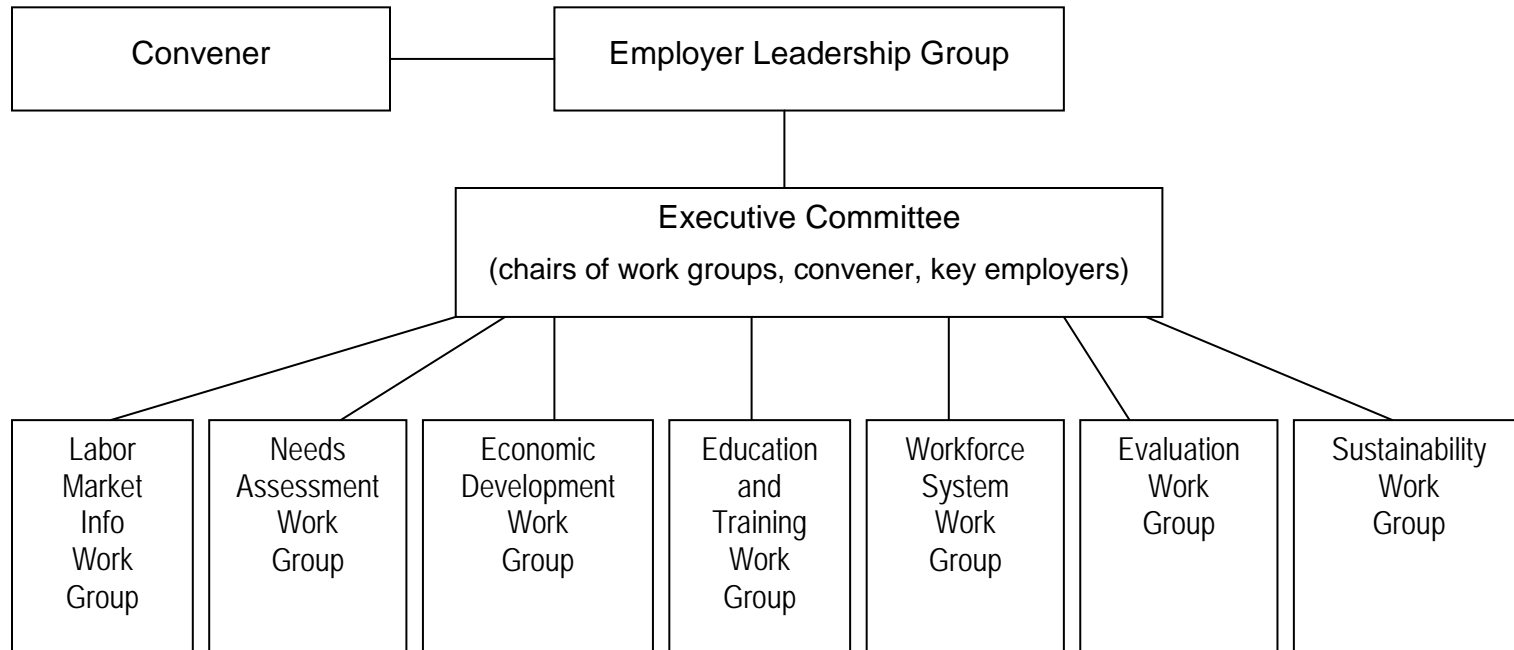 Convener
Employer Leadership Group
Executive Committee
(chairs of work groups, convener, key employers)
Labor
Market
Info
Work
Group
Needs
Assessment
Work
Group
Economic
Development
Work
Group
Education
and
Training
Work
Group
Workforce
System
Work
Group
Evaluation
Work
Group
Sustainability
Work
Group